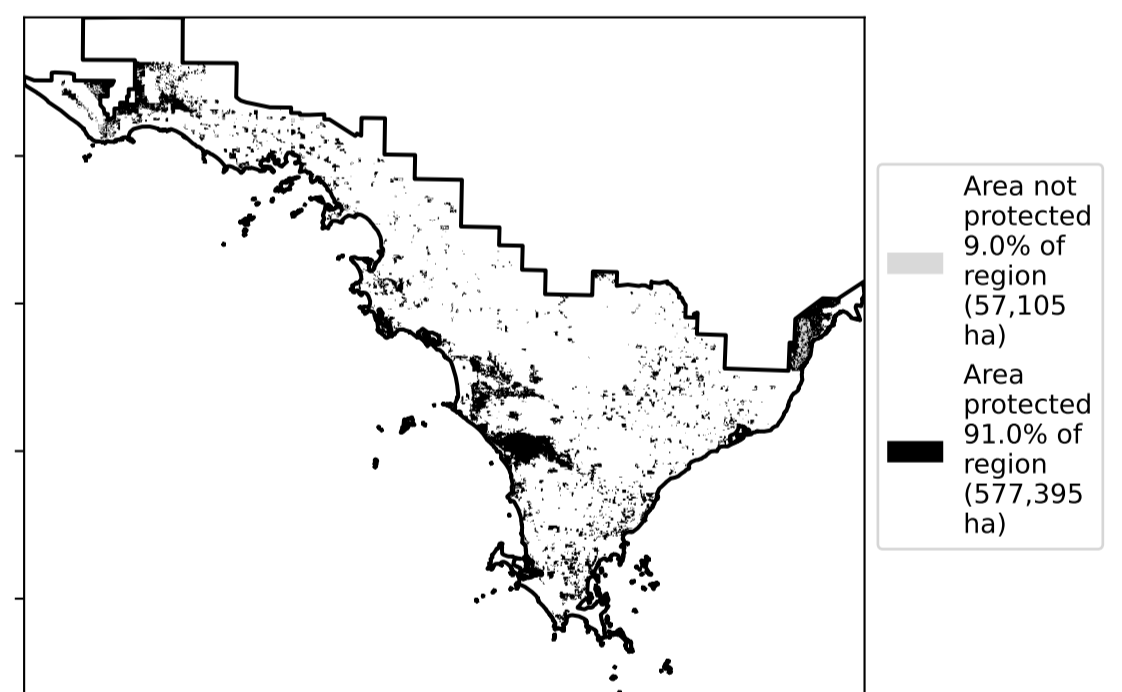 Area not
protected
9.0% of
region
(57,105
ha)
Area
protected
91.0% of
region
(577,395
ha)